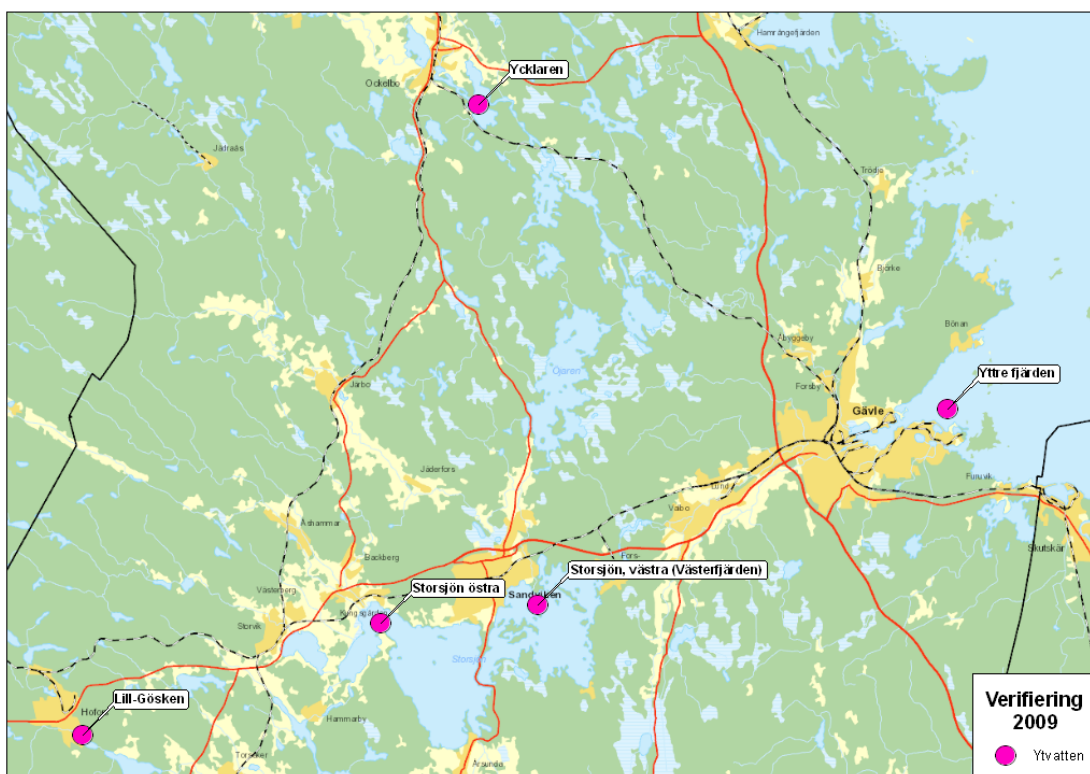 Hamrångefjärden
Ycklaren
Ockelbo
Jädraås
Trödje
Björke
Bönan
Åbyggeby
Öjaren
Yttre fjärden
Forsby
Järbo
Gävle
Jäderfors
Furuvik
Valbo
Åshammar
Skutskär
Backberg
Fors-
Storsjön, västra (Västerfjärden)
Storsjön östra
Västerberg
Sandviken
Kungsgården
Storvik
Storsjön
Lill-Gösken
Hofors
Hammarby
Verifiering
2009
Torsåker
Årsunda
Ytvatten